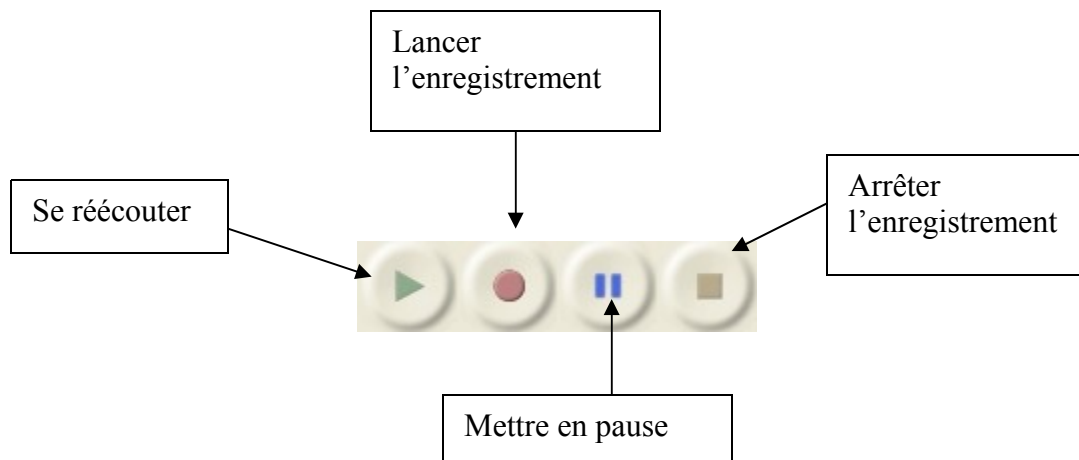 Lancer
l’enregistrement
Se réécouter
Arrêter
l’enregistrement
Mettre en pause